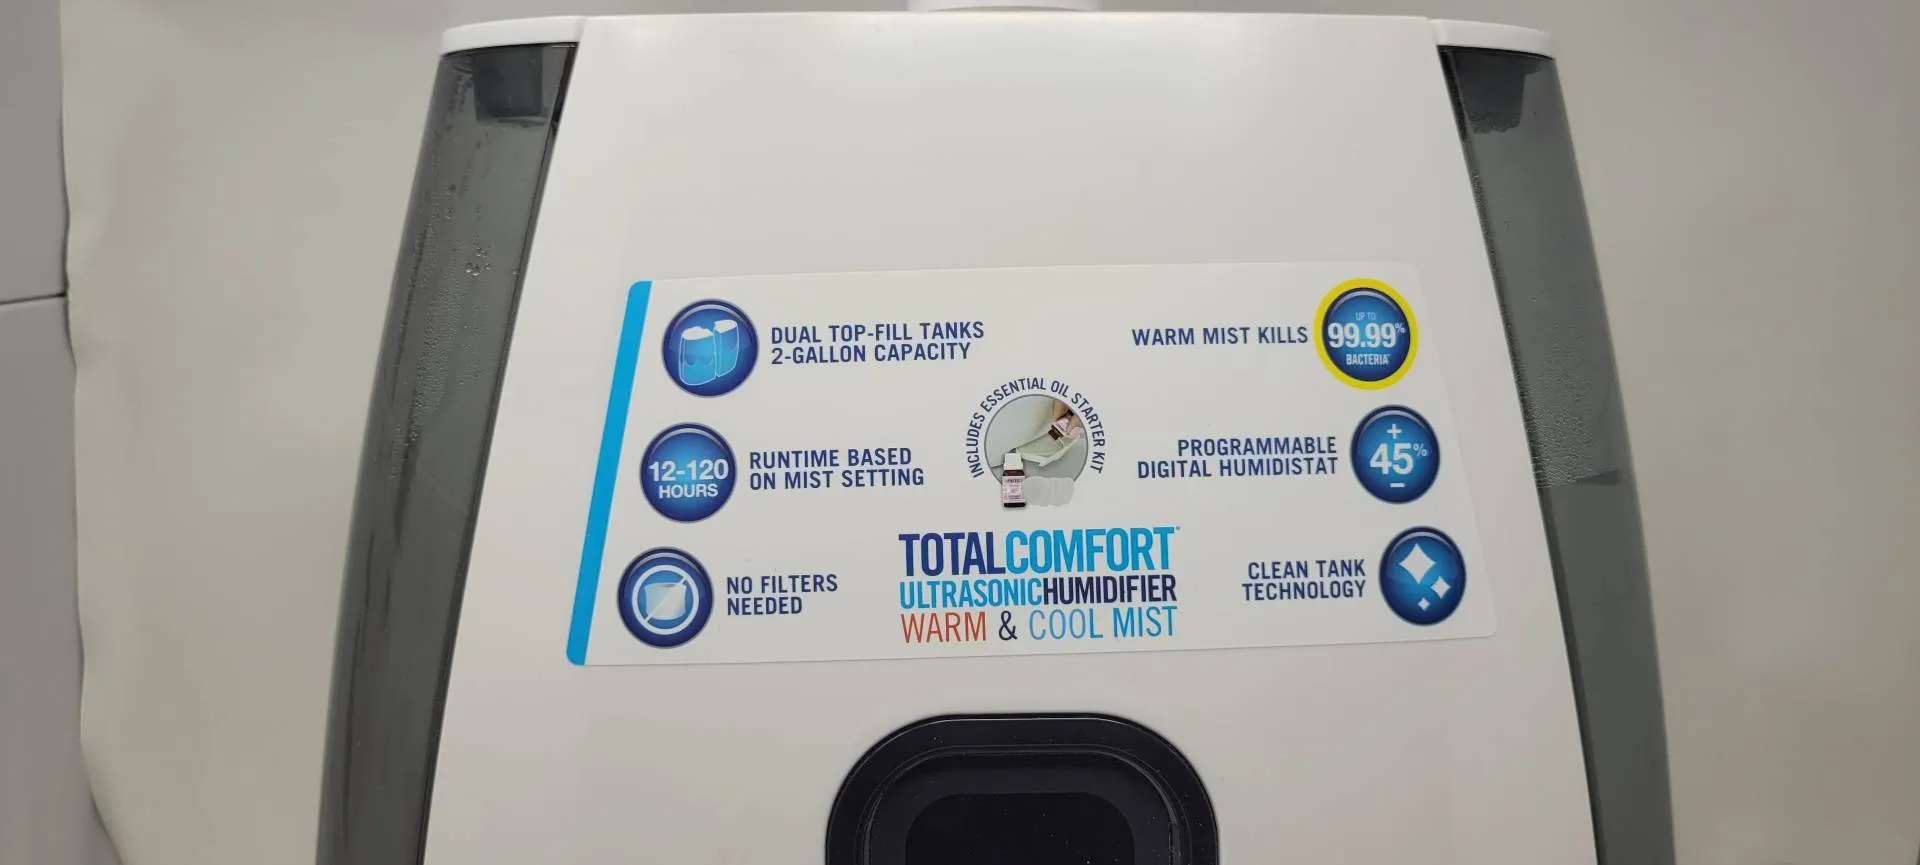 DUAL TOP-FILL TANKS
2-GALLON CAPACITY
12-120
HOURS
RUNTIME BASED
ON MIST SETTING
NO FILTERS
NEEDED
INCLUDES ESSENTIAL OIL STARTER KIT
TOTALCOMFORT
ULTRASONICHUMIDIFIER
WARM & COOL MIST
WARM MIST KILLS
UP TO
99.99%
BACTERIA*
PROGRAMMABLE
DIGITAL HUMIDISTAT
+
45%
−
CLEAN TANK
TECHNOLOGY